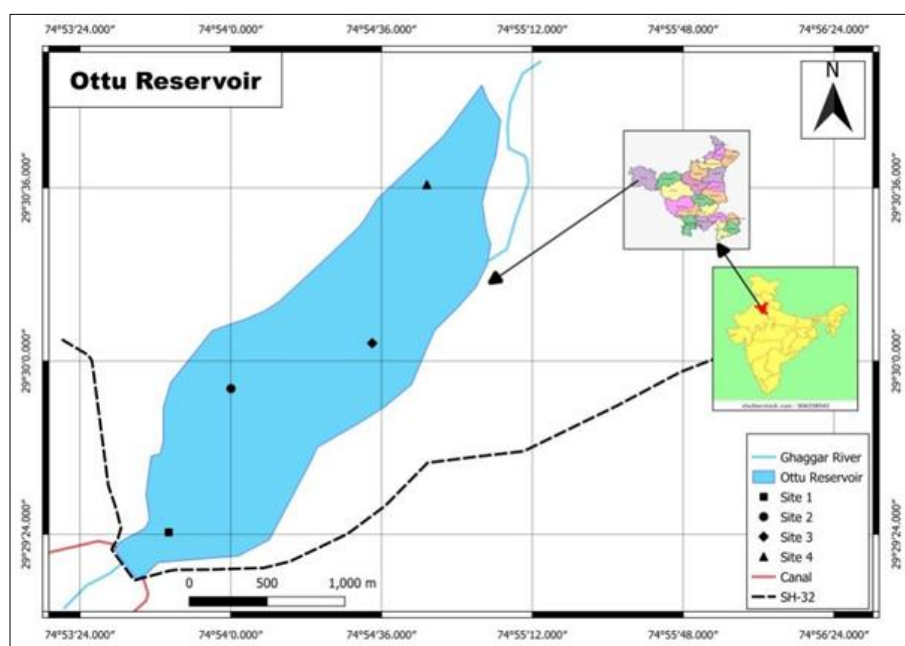 74°53'24.000" 74°54'0.000" 74°54'36.000" 74°55'12.000" 74°55'48.000" 74°56'24.000"
Ottu Reservoir
N
29°30'36.000" 29°30'36.000"
29°30'0.000" 29°30'0.000"
29°29'24.000" 29°29'24.000"
Ghaggar River
Ottu Reservoir
Site 1
Site 2
Site 3
Site 4
Canal
SH-32
0 500 1,000 m
74°53'24.000" 74°54'0.000" 74°54'36.000" 74°55'12.000" 74°55'48.000" 74°56'24.000"